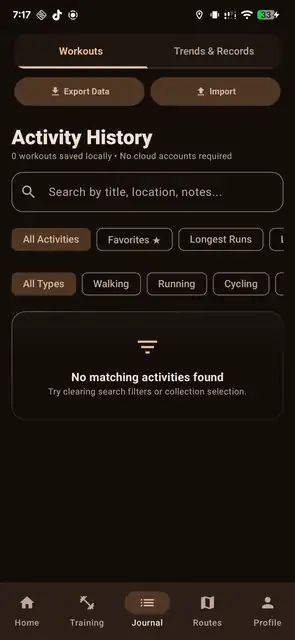 7:17
33
Workouts
Trends & Records
Export Data
Import
Activity History
0 workouts saved locally • No cloud accounts required
Search by title, location, notes...
All Activities
Favorites ★
Longest Runs
L
All Types
Walking
Running
Cycling
No matching activities found
Try clearing search filters or collection selection.
Home
Training
Journal
Routes
Profile